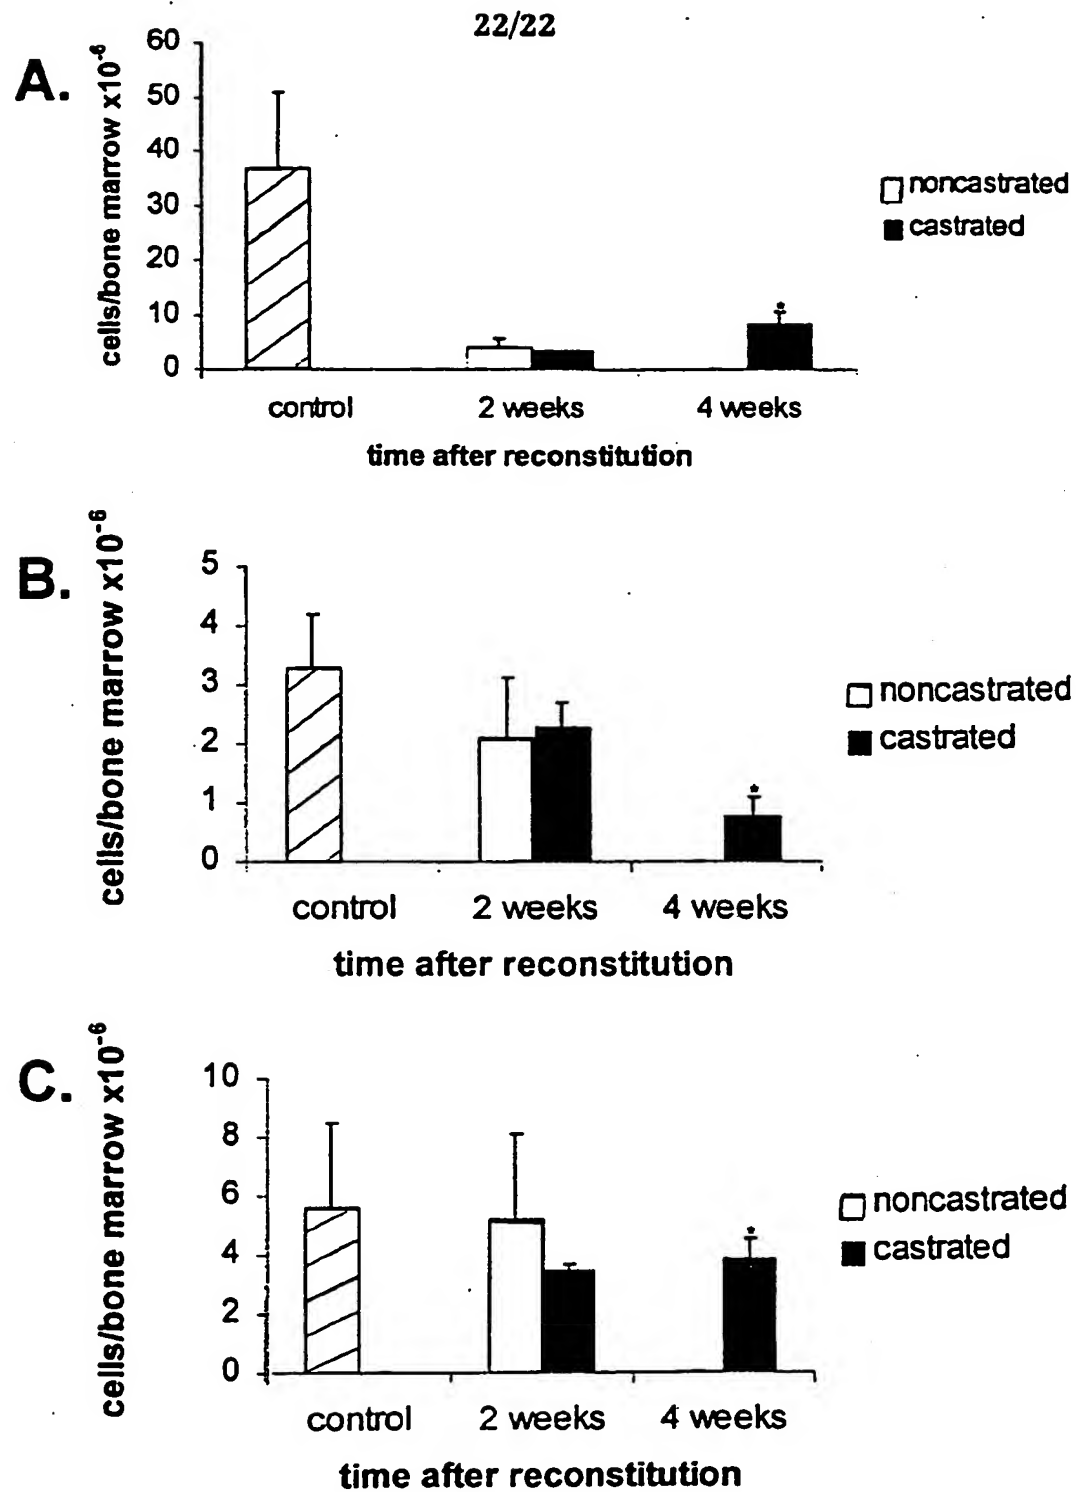 22/22
A.
cells/bone marrow x10⁻⁶
60
50
40
30
20
10
0
noncastrated
castrated
*
control 2 weeks 4 weeks
time after reconstitution
B.
cells/bone marrow x10⁻⁶
5
4
3
2
1
0
noncastrated
castrated
*
control 2 weeks 4 weeks
time after reconstitution
C.
cells/bone marrow x10⁻⁶
10
8
6
4
2
0
noncastrated
castrated
*
control 2 weeks 4 weeks
time after reconstitution